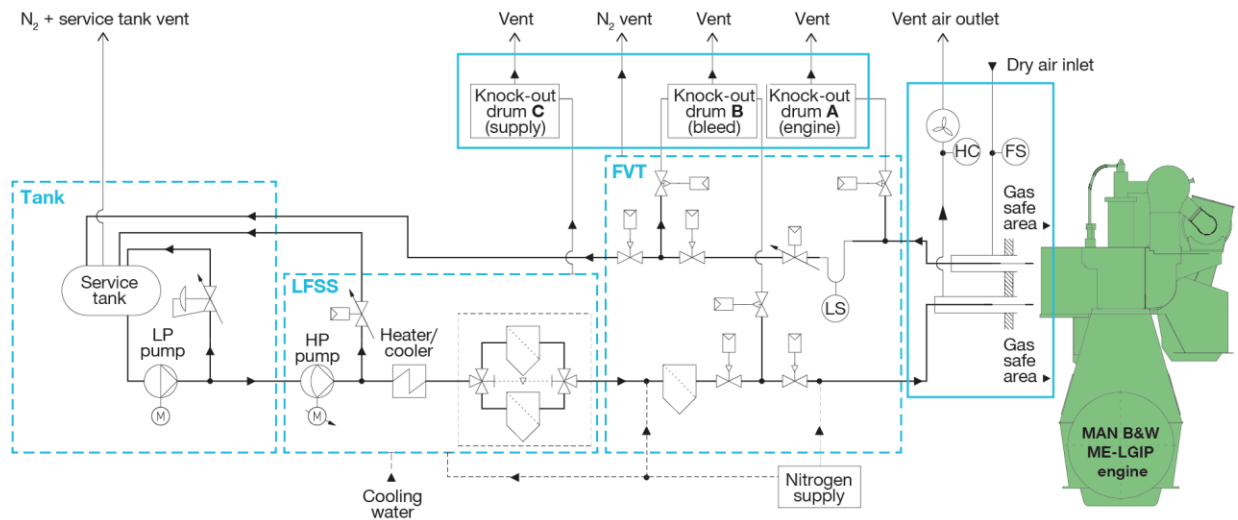 N₂ + service tank vent
Vent
N₂ vent
Vent
Vent
Vent air outlet
Dry air inlet
Knock-out
drum C
(supply)
Knock-out
drum B
(bleed)
Knock-out
drum A
(engine)
HC
FS
Tank
FVT
Gas
safe
area
Service
tank
LFSS
LS
LP
pump
HP
pump
Heater/
cooler
Gas
safe
area
M
M
MAN B&W
ME-LGIP
engine
Cooling
water
Nitrogen
supply